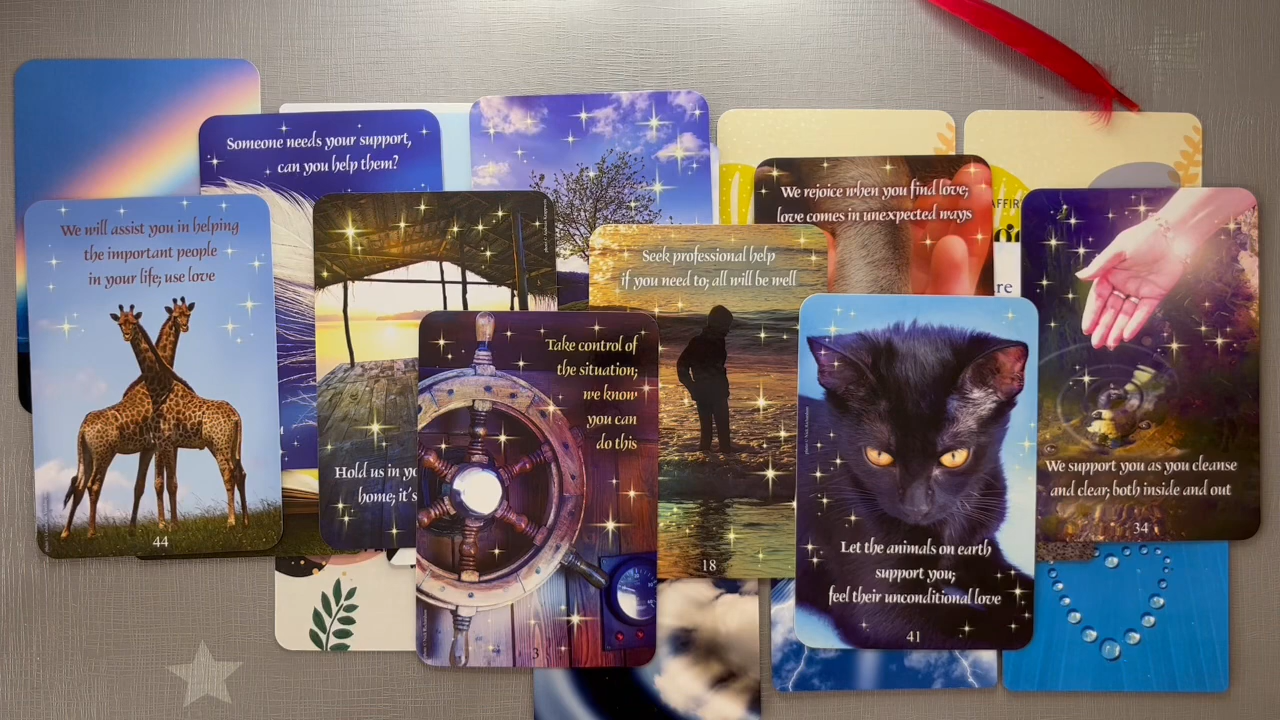 Someone needs your support,
can you help them?
We rejoice when you find love;
love comes in unexpected ways
AFFIR
We will assist you in helping
the important people
in your life; use love
Seek professional help
if you need to; all will be well
Take control of
the situation;
we know
you can
do this
Hold us in yo
home; it's
We support you as you cleanse
and clear; both inside and out
Let the animals on earth
support you;
feel their unconditional love
44
3
18
41
34